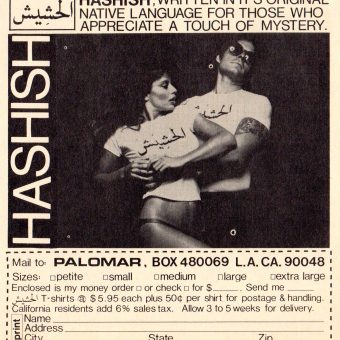 الحشيش
HASHISH, WRITTEN IN IT'S ORIGINAL
NATIVE LANGUAGE FOR THOSE WHO
APPRECIATE A TOUCH OF MYSTERY.
HASHISH
الحشيش
الحشيش
Mail to: PALOMAR, BOX 480069 L.A. CA. 90048
Sizes: □petite □small □medium □large □extra large
Enclosed is my money order □ or check □ for $ . Send me
الحشيش T-shirts @ $5.95 each plus 50¢ per shirt for postage & handling.
California residents add 6% sales tax. Allow 3 to 5 weeks for delivery.
print
Name
Address
City State Zip